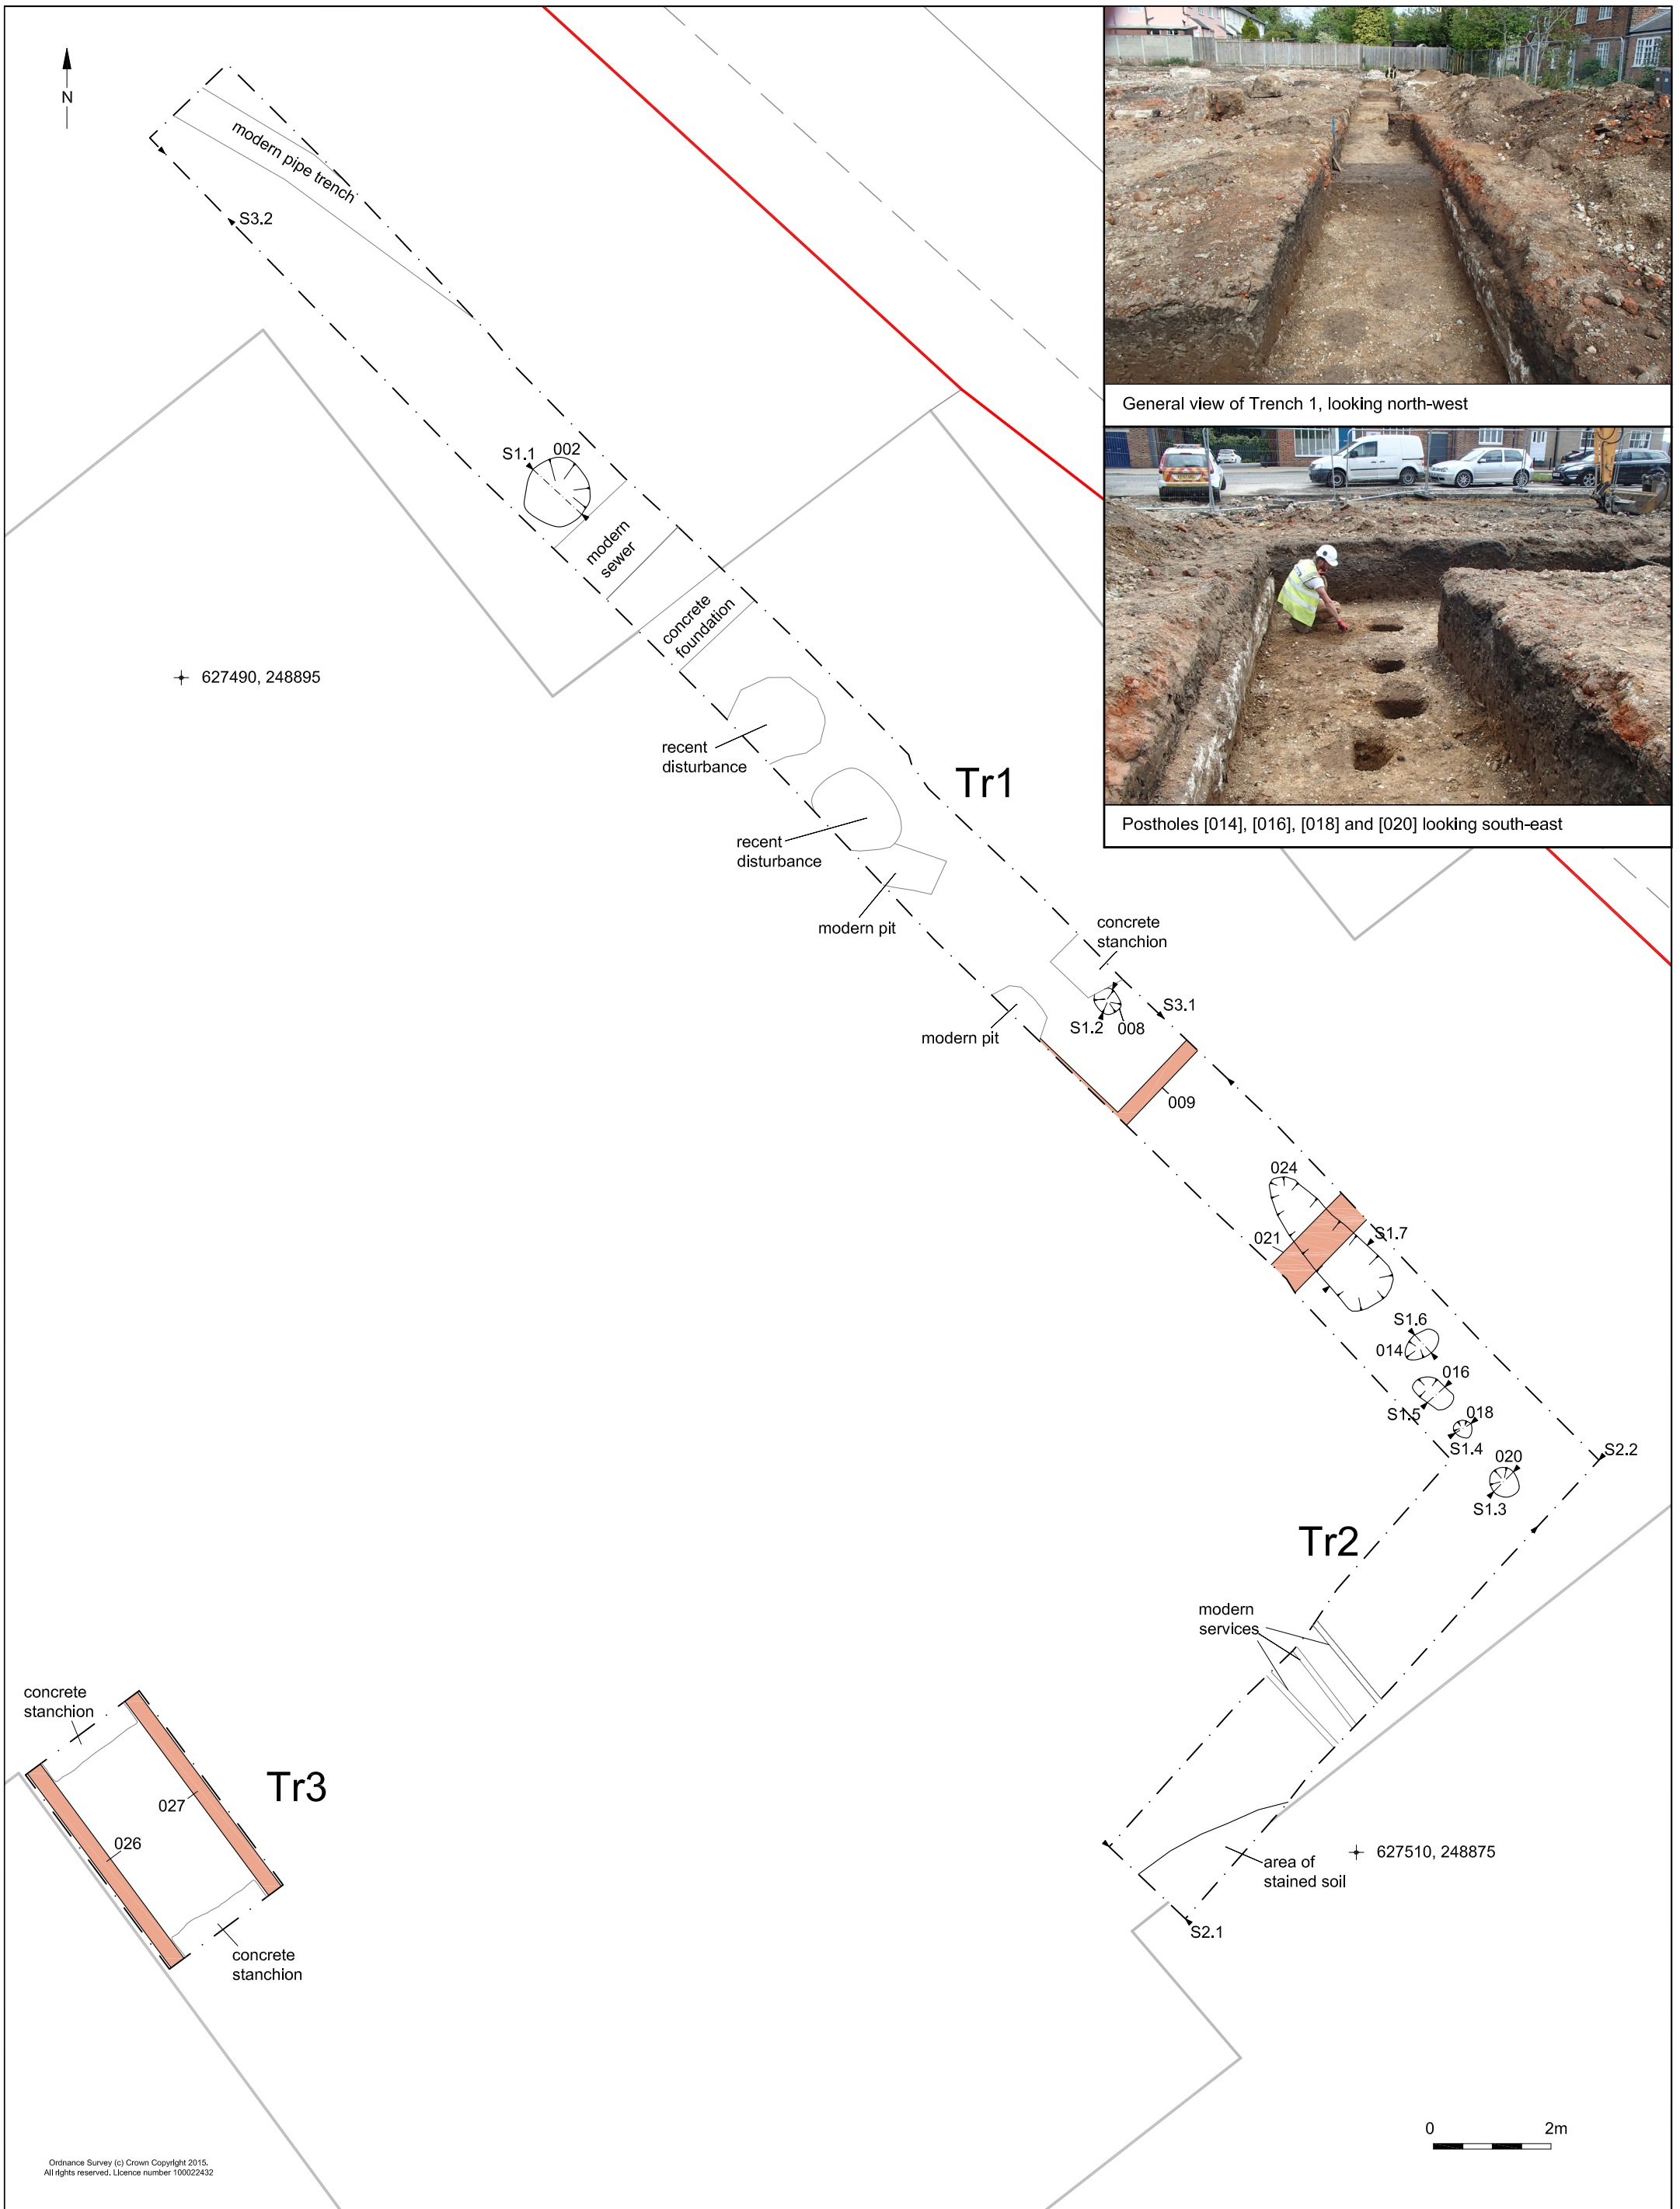 N
modern pipe trench
S3.2
General view of Trench 1, looking north-west
S1.1
002
modern
sewer
concrete
foundation
627490, 248895
recent
disturbance
Tr1
recent
disturbance
Postholes [014], [016], [018] and [020] looking south-east
modern pit
concrete
stanchion
S3.1
S1.2
008
modern pit
009
024
021
S1.7
S1.6
014
016
S1.5
018
S1.4
S2.2
020
S1.3
Tr2
modern
services
concrete
stanchion
Tr3
027
026
627510, 248875
area of
stained soil
S2.1
concrete
stanchion
0
2m
Ordnance Survey (c) Crown Copyright 2015.
All rights reserved. Licence number 100022432